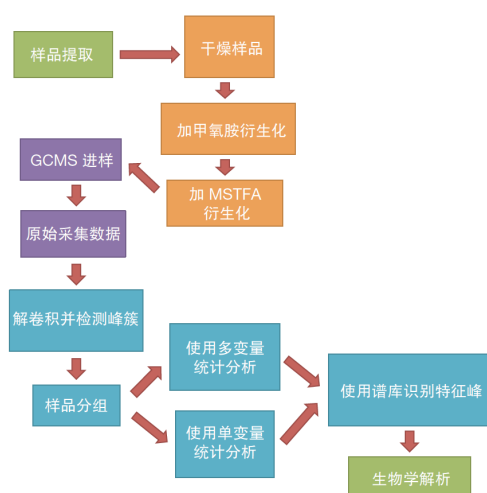 样品提取
干燥样品
加甲氧胺衍生化
加 MSTFA
衍生化
GCMS 进样
原始采集数据
解卷积并检测峰簇
样品分组
使用多变量
统计分析
使用单变量
统计分析
使用谱库识别特征峰
生物学解析